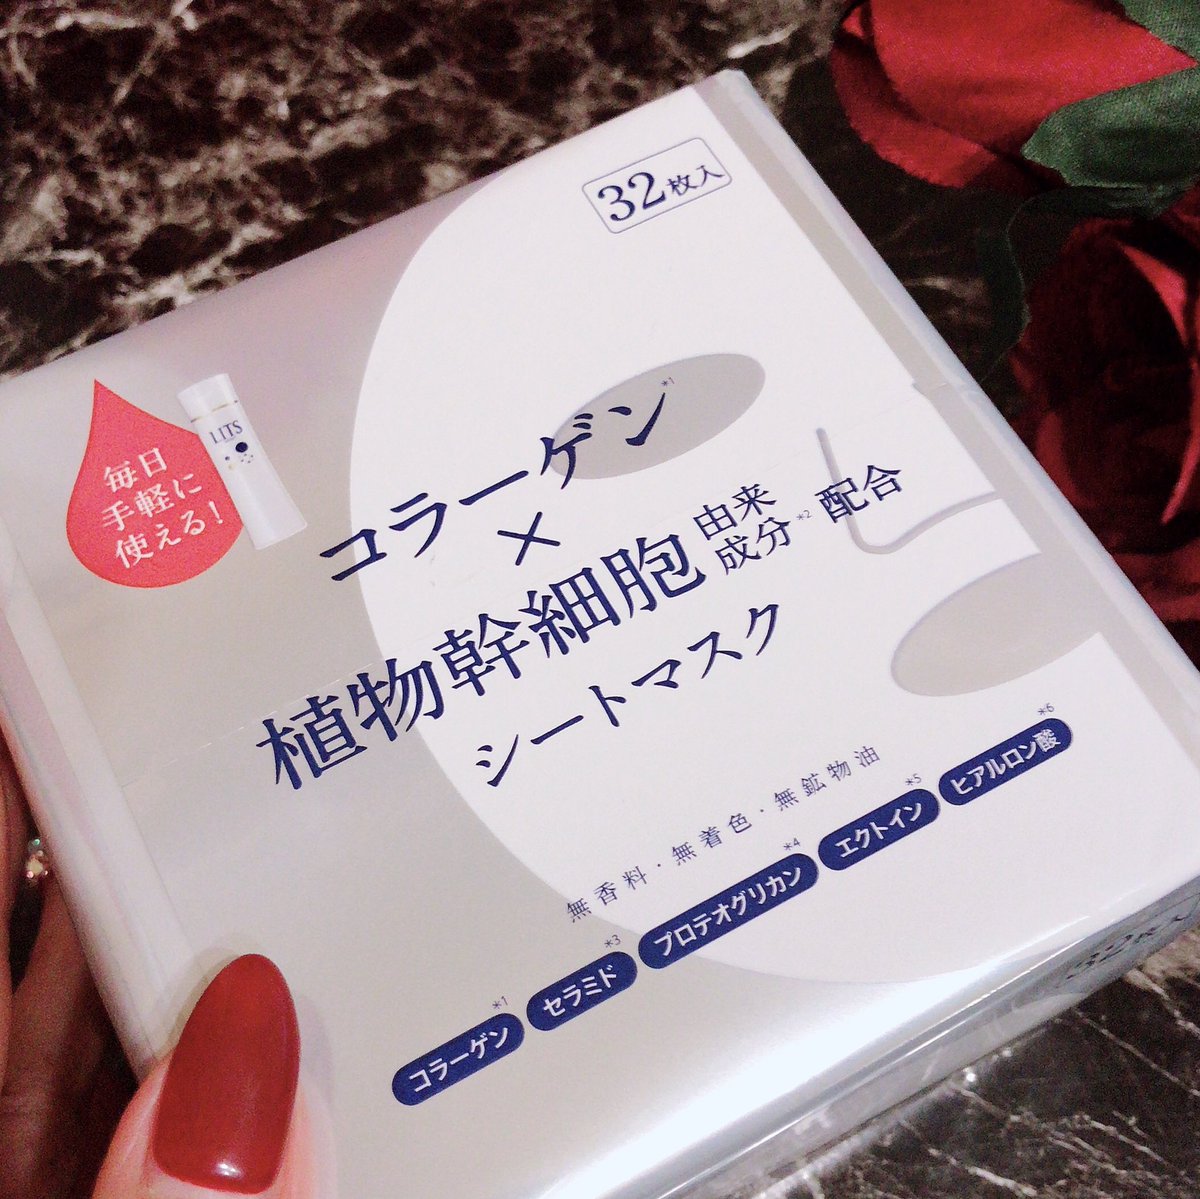 32枚入
毎日
手軽に
使える!
LITS
コラーゲン*1
×
植物幹細胞由来成分*2配合
シートマスク
無香料・無着色・無鉱物油
コラーゲン*1
セラミド*3
プロテオグリカン*4
エクトイン*5
ヒアルロン酸*6
32枚入